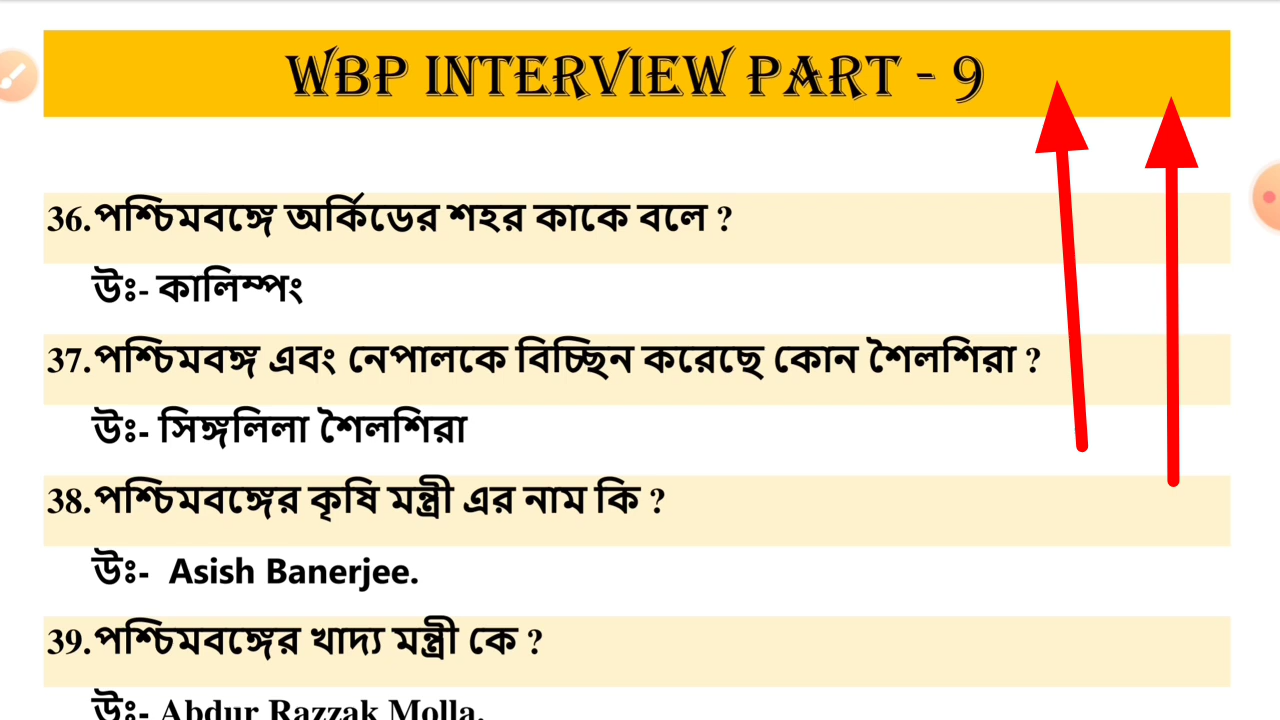 WBP INTERVIEW PART - 9
36.পশ্চিমবঙ্গে অর্কিডের শহর কাকে বলে ?
উঃ- কালিম্পং
37.পশ্চিমবঙ্গ এবং নেপালকে বিচ্ছিন করেছে কোন শৈলশিরা ?
উঃ- সিঙ্গলিলা শৈলশিরা
38.পশ্চিমবঙ্গের কৃষি মন্ত্রী এর নাম কি ?
উঃ- Asish Banerjee.
39.পশ্চিমবঙ্গের খাদ্য মন্ত্রী কে ?
উঃ- Abdur Razzak Molla.